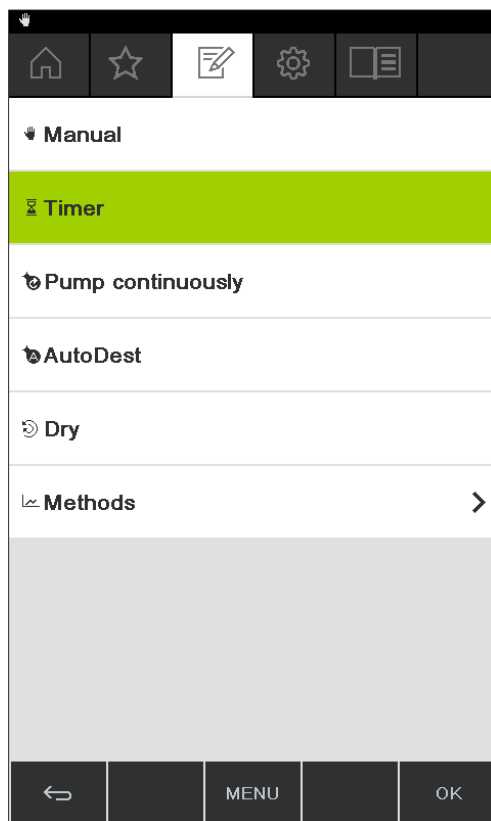 Manual
Timer
Pump continuously
AutoDest
Dry
Methods
MENU
OK